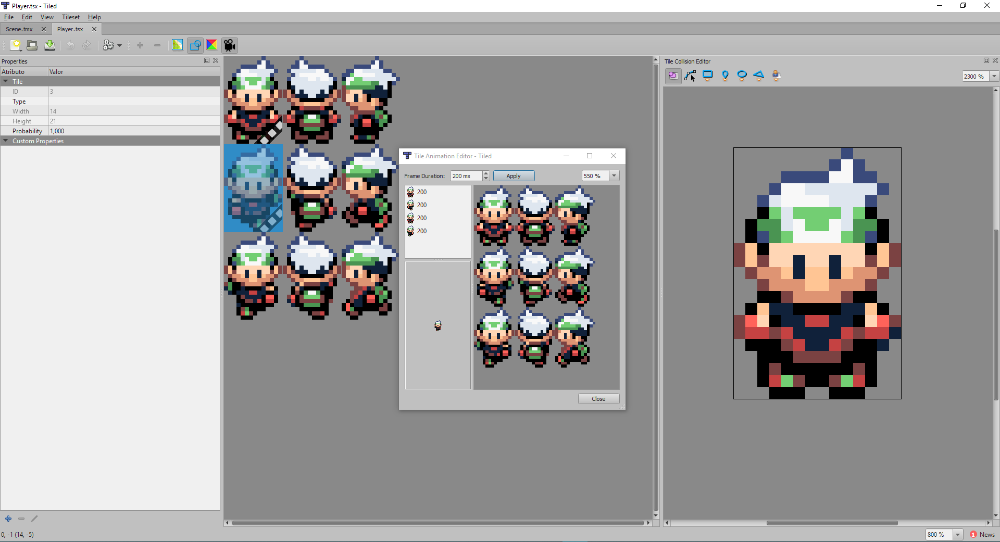 Player.tsx - Tiled
File Edit View Tileset Help
Scene.tmx Player.tsx
Properties
Atributo Valor
Tile
ID 3
Type
Width 14
Height 21
Probability 1,000
Custom Properties
Tile Animation Editor - Tiled
Frame Duration: 200 ms Apply 550 %
200
200
200
200
Close
Tile Collision Editor
2300 %
0, -1 (14, -5)
800 % 1 News